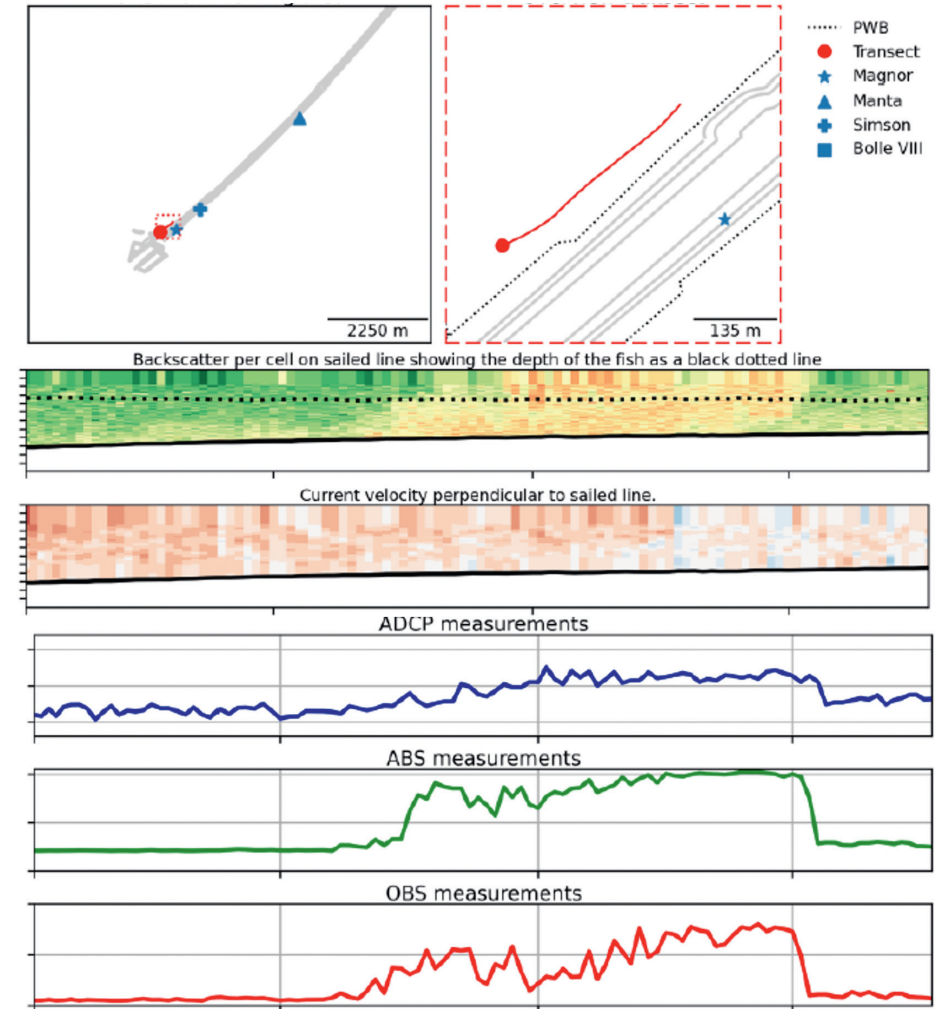 PWB
Transect
Magnor
Manta
Simson
Bolle VIII
2250 m
135 m
Backscatter per cell on sailed line showing the depth of the fish as a black dotted line
Current velocity perpendicular to sailed line.
ADCP measurements
ABS measurements
OBS measurements